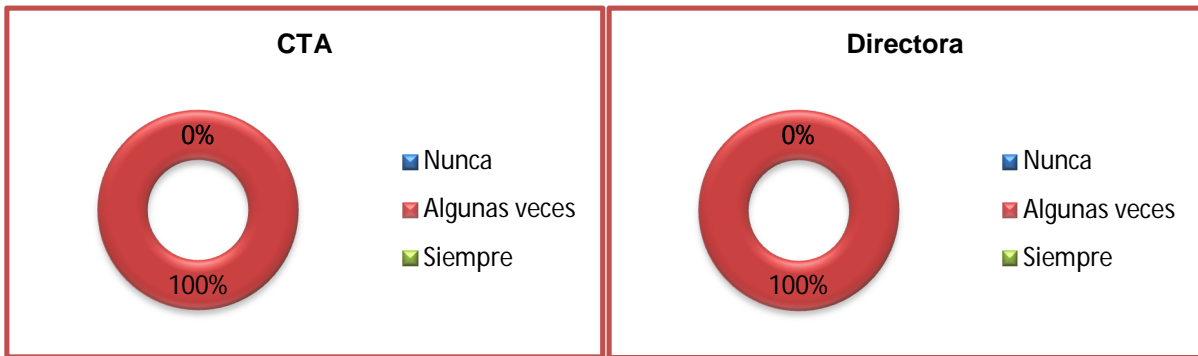 CTA
0%
100%
Nunca
Algunas veces
Siempre
Directora
0%
100%
Nunca
Algunas veces
Siempre